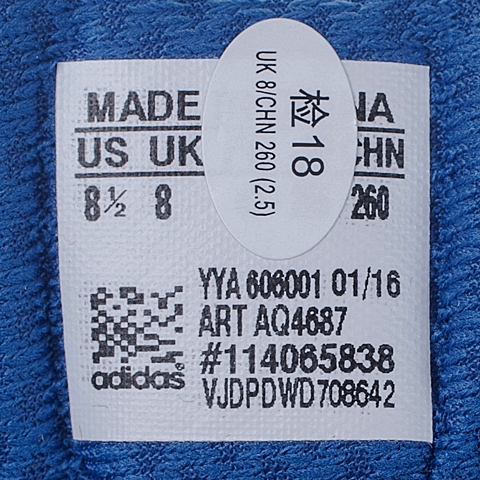 MADE NA
US UK CHN
8½ 8 260
UK 8/CHN 260 (2.5)
检18
YYA 606001 01/16
ART AQ4687
#114065838
VJDPDWD708642
adidas